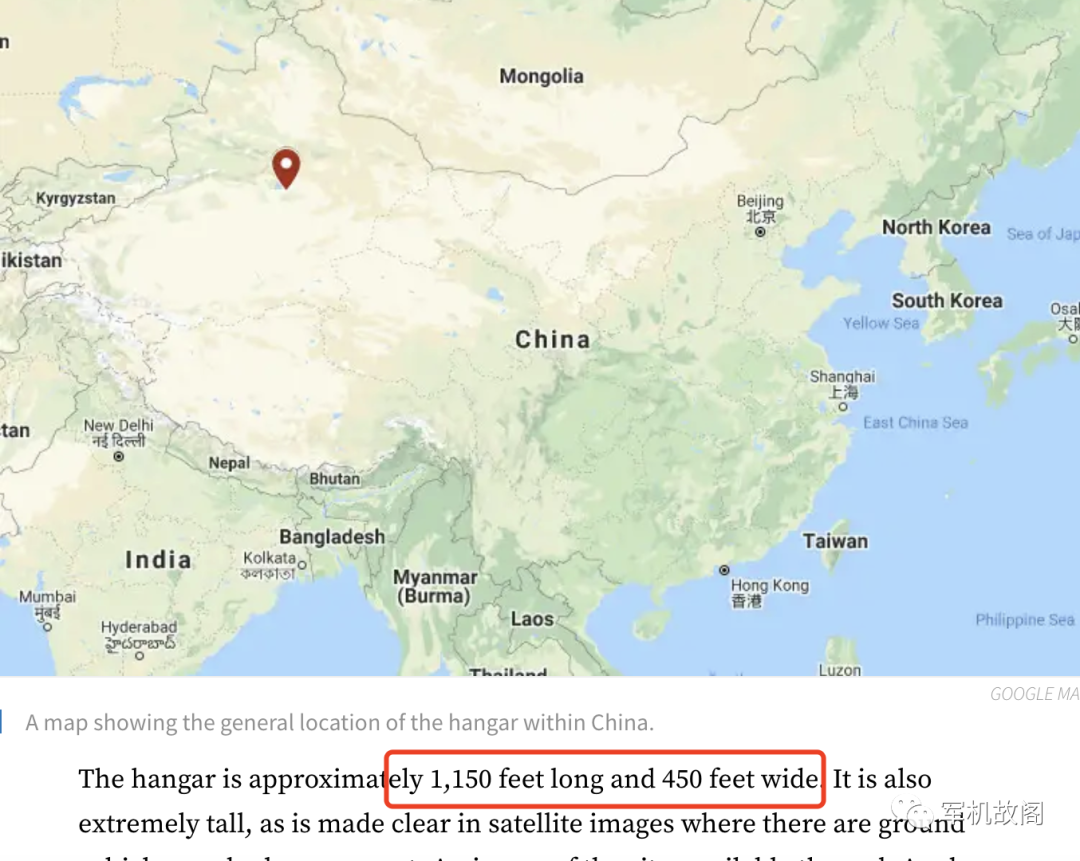 n
Mongolia
Kyrgyzstan
Beijing
北京
North Korea
Sea of Jap
ikistan
South Korea
Yellow Sea
Osal
China
Shanghai
上海
East China Sea
New Delhi
नई दिल्ली
tan
Nepal
Bhutan
Bangladesh
Taiwan
India
Kolkata
কলকাতা
Myanmar
(Burma)
Hong Kong
香港
Mumbai
मुंबई
Laos
Philippine Sea
Hyderabad
హైదరాబాద్
Thailand
Luzon
GOOGLE MA
A map showing the general location of the hangar within China.
The hangar is approximately 1,150 feet long and 450 feet wide. It is also
军机故阁
extremely tall, as is made clear in satellite images where there are ground